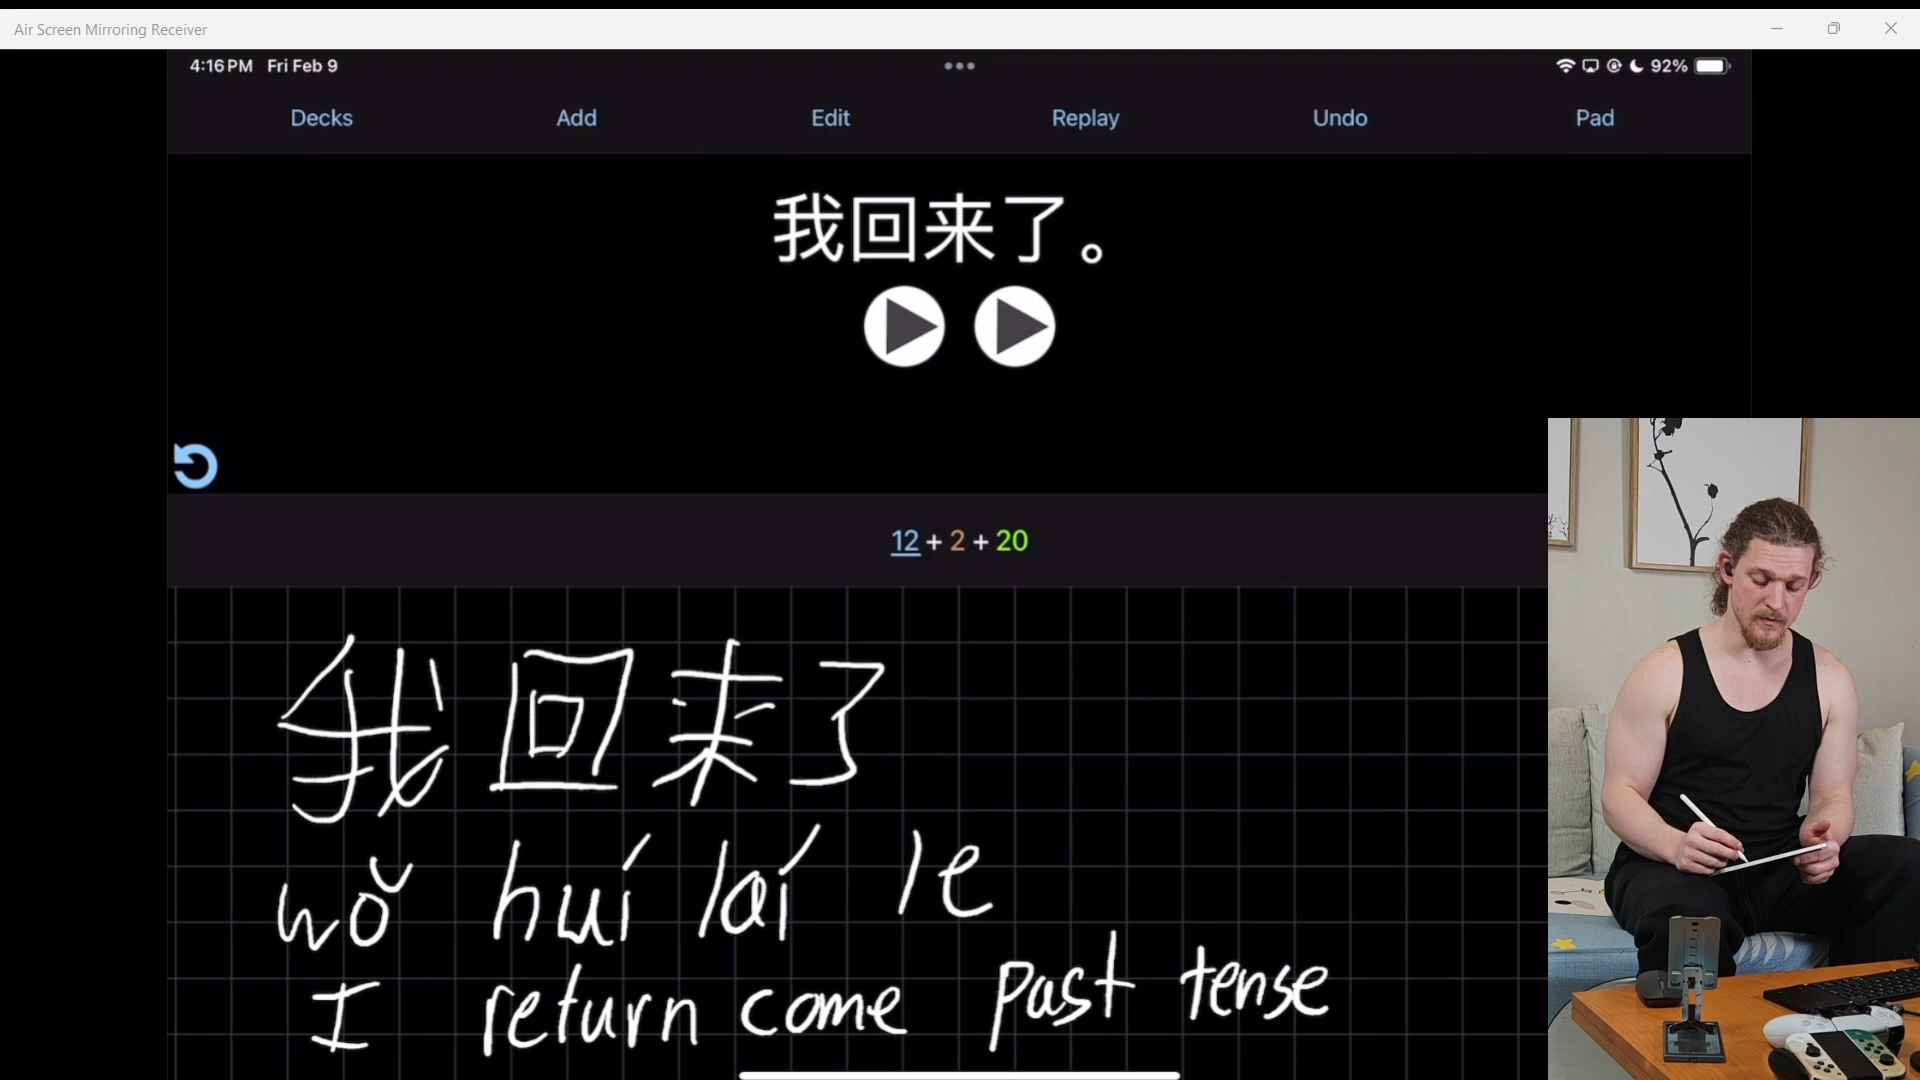 Air Screen Mirroring Receiver
4:16 PM Fri Feb 9
92%
Decks Add Edit Replay Undo Pad
我回来了。
12 + 2 + 20
我回来了
wǒ huí laí le
I return come past tense